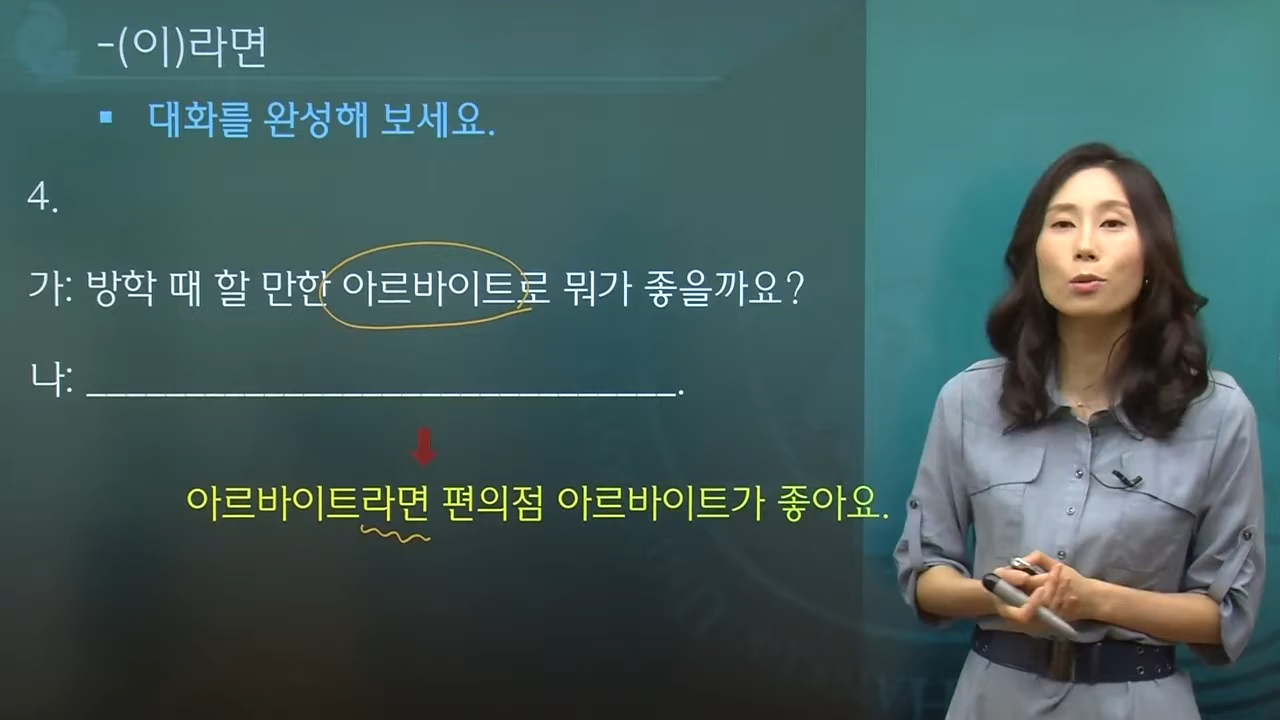 -(이)라면
▪ 대화를 완성해 보세요.
4.
가: 방학 때 할 만한 아르바이트로 뭐가 좋을까요?
나: ______________________________.
아르바이트라면 편의점 아르바이트가 좋아요.